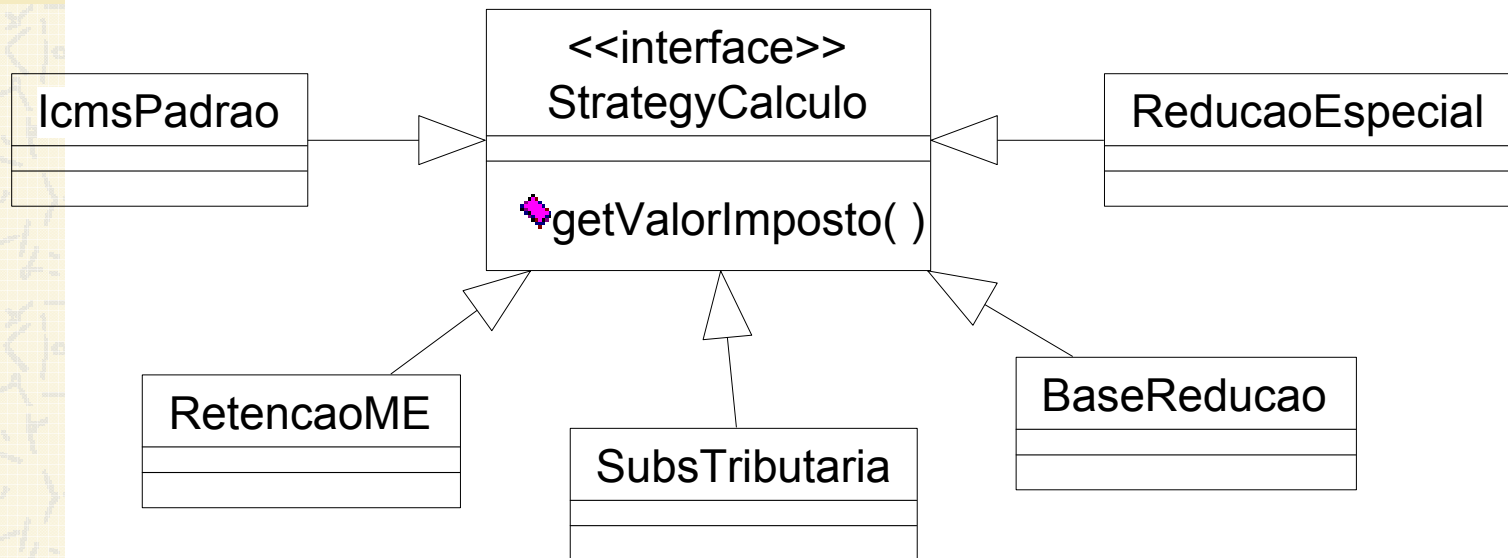 <<interface>>
StrategyCalculo
getValorImposto( )
IcmsPadrao
ReducaoEspecial
RetencaoME
SubsTributaria
BaseReducao